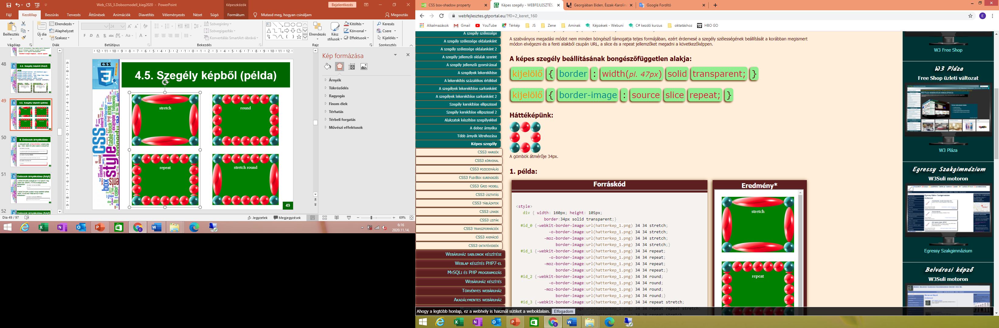 Web_CSS_3.Dobozmodell_kieg2020 - PowerPoint
Képeszközök
Bejelentkezés
Fájl Kezdőlap Beszúrás Tervezés Áttűnések Animációk Diavetítés Véleményezés Nézet Súgó Formátum Mutasd meg, hogyan csináljam Megosztás
Beillesztés
Új dia
Elrendezés
Alaphelyzet
Szakasz
24
F D A S abc AV Aa A
Szövegirány
Szövegigazítás
Konvertálás SmartArt-ábrává
Elrendezés
Kész stílusok
Kitöltés
Körvonal
Effektusok
Keresés
Csere
Kijelölés
Vágólap Diák Betűtípus Bekezdés Rajz Szerkesztés
48
4.5. Szegély képből (folyt)
49
4.5. Szegély képből (példa)
50
II. Dobozok árnyékolása
51
Dobozok árnyékolása (folyt)
52
Dobozok árnyékolása (folyt)
CSS
3
4.5. Szegély képből (példa)
stretch
round
repeat
stretch round
CSS
style
box
table
block
HTML
content
visual
example
following
49
Kép formázása
Árnyék
Tükröződés
Ragyogás
Finom élek
Térhatás
Térbeli forgatás
Művészi effektusok
Dia 49 / 97
Jegyzetek Megjegyzések 69%
6:16
2020.11.14.
CSS box-shadow property
Képes szegély - WEBFEJLESZTÉS,
Georgiában Biden, Észak-Karolin
Google Fordító
webfejlesztes.gtportal.eu/?f0=2_keret_160
Alkalmazások Gmail YouTube Térkép JS Zene Aminak Képzések - Webuni C# kezdő kurzus oktatáshoz HBO GO
A szegély szélessége
A szegély szélessége oldalanként
A szegély szélessége oldalanként 2
A szegély jellemzői oldalak szerint
A szegély jellemzői gyorsírással
A szegélyek lekerekítése
A lekerekítés százalékos értékkel
A szegélyek lekerekítése sarkonként
A szegélyek lekerekítése sarkonként 2
Szegély kerekítése ellipszissel
Szegély kerekítése ellipszissel 2
Alakzatok készítése szegélyekkel
A doboz árnyéka
Több árnyék létrehozása
Képes szegély
CSS3 margók
CSS3 körvonal
CSS3 pozicionálás
CSS3 FlexBox elrendezés
CSS3 Grid modell
CSS3 úsztatás
CSS3 táblázatok
CSS3 linkek
CSS3 listák
CSS3 transzformációk
CSS3 animáció
CSS3 oktatóvideók
Webáruház sablonok készítése
Weblap készítés PHP7-el
MySQLi és PHP programozás
Webáruház készítés
Törvényes webáruház
Akadálymentes webáruház
A szabványos megadási módot nem minden böngésző támogatja teljes formájában, ezért érdemesé a szegély szélességének beállítását a korábban megismert
módon elvégezni és a fenti alakból csupán URL, a slice és a repeat jellemzőket megadni a következőképpen.
A képes szegély beállításának bongészőfüggetlen alakja:
kijelölő { border : width(pl. 47px) solid transparent; }
kijelölő { border-image : source slice repeat; }
Háttéképünk:
A gömbök átmérője 34px.
1. példa:
Forráskód
<style>
div { width: 160px; height: 105px;
border:34px solid transparent;}
#id_0 {-webkit-border-image:url(hatterkep_1.png) 34 34 stretch;
-o-border-image:url(hatterkep_1.png) 34 34 stretch;
-moz-border-image:url(hatterkep_1.png) 34 34 stretch;
border-image:url(hatterkep_1.png) 34 34 stretch;}
#id_1 {-webkit-border-image:url(hatterkep_1.png) 34 34 repeat;
-o-border-image:url(hatterkep_1.png) 34 34 repeat;
-moz-border-image:url(hatterkep_1.png) 34 34 repeat;
border-image:url(hatterkep_1.png) 34 34 repeat;}
#id_2 {-webkit-border-image:url(hatterkep_1.png) 34 34 round;
-o-border-image:url(hatterkep_1.png) 34 34 round;
-moz-border-image:url(hatterkep_1.png) 34 34 round;
border-image:url(hatterkep_1.png) 34 34 round;}
#id_3 {-webkit-border-image:url(hatterkep_1.png) 34 34 repeat stretch;
Eredmény*
stretch
repeat
W3 Free Shop
W3 Pláza
Free Shop üzleti változat
W3 Pláza
Egressy Szakgimnázium
W3Suli motoron
Egressy Szakgimnázium
Belvárosi képző
W3Suli motoron
Ahogy a legtöbb honlap, ez a webhely is használ sütiket a weboldalain. Elfogadom